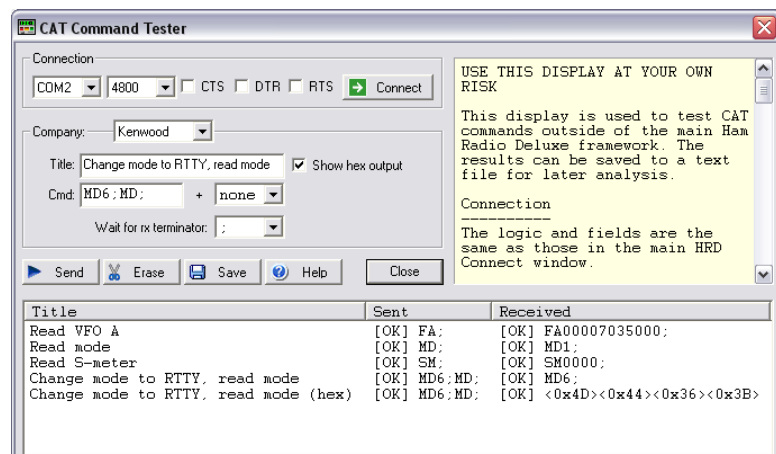 CAT Command Tester
Connection
COM2 4800 CTS DTR RTS Connect
Company: Kenwood
Title: Change mode to RTTY, read mode Show hex output
Cmd: MD6;MD; + none
Wait for rx terminator: ;
Send Erase Save Help Close
USE THIS DISPLAY AT YOUR OWN
RISK
This display is used to test CAT
commands outside of the main Ham
Radio Deluxe framework. The
results can be saved to a text
file for later analysis.
Connection
----------
The logic and fields are the
same as those in the main HRD
Connect window.
Title Sent Received
Read VFO A [OK] FA; [OK] FA00007035000;
Read mode [OK] MD; [OK] MD1;
Read S-meter [OK] SM; [OK] SM0000;
Change mode to RTTY, read mode [OK] MD6;MD; [OK] MD6;
Change mode to RTTY, read mode (hex) [OK] MD6;MD; [OK] <0x4D><0x44><0x36><0x3B>